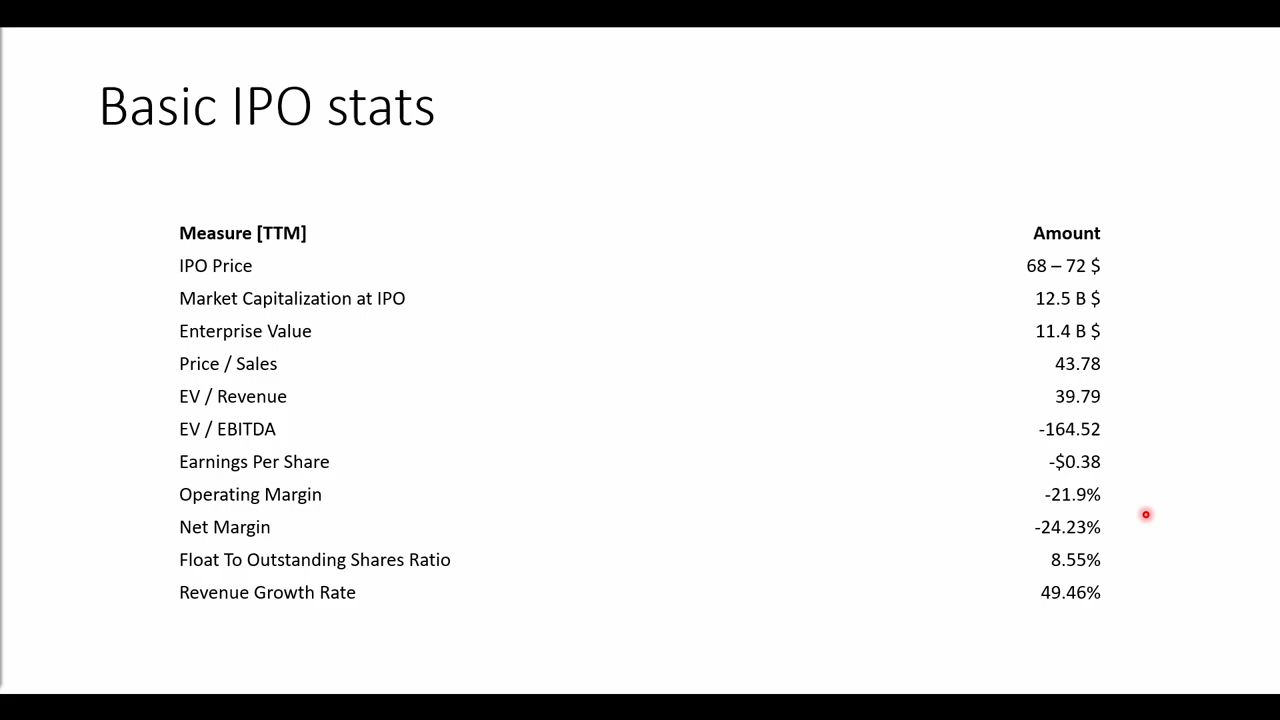 Basic IPO stats
Measure [TTM] Amount
IPO Price 68 – 72 $
Market Capitalization at IPO 12.5 B $
Enterprise Value 11.4 B $
Price / Sales 43.78
EV / Revenue 39.79
EV / EBITDA -164.52
Earnings Per Share -$0.38
Operating Margin -21.9%
Net Margin -24.23%
Float To Outstanding Shares Ratio 8.55%
Revenue Growth Rate 49.46%